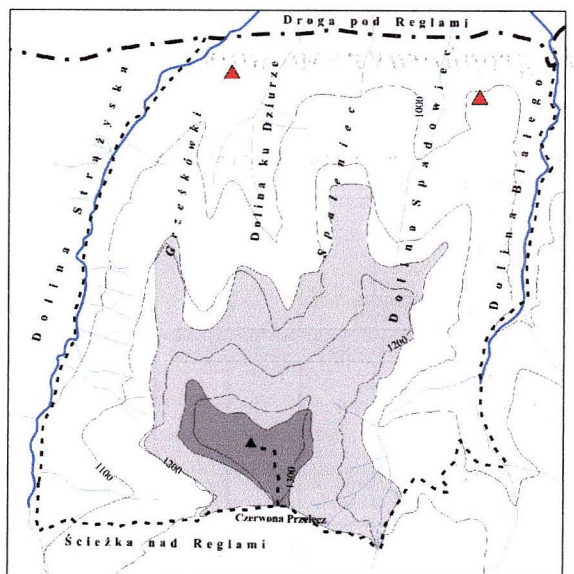 Droga pod Reglami
Dolina Strążyska
Grześkówki
Dolina ku Dziurze
Spaleniec
1000
Dolina Spadowiec
Dolina Białego
1200
1100
1200
1300
Czerwona Przełęcz
Ścieżka nad Reglami